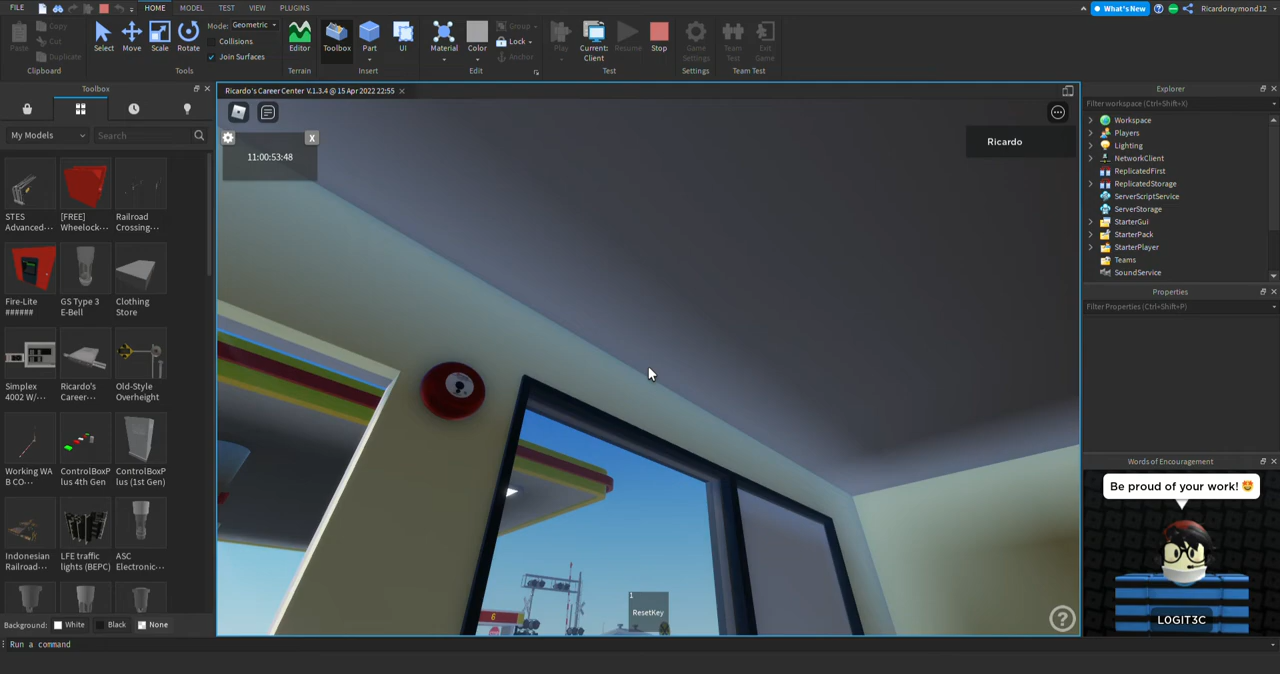 FILE HOME MODEL TEST VIEW PLUGINS What's New Ricardoraymond12
Paste Copy Cut Duplicate Select Move Scale Rotate Mode: Geometric Collisions Join Surfaces Editor Toolbox Part UI Material Color Group Lock Anchor Play Current: Client Resume Stop Game Settings Team Test Exit Game
Clipboard Tools Terrain Insert Edit Test Settings Team Test
Toolbox
My Models Search
STES Advanced... [FREE] Wheelock... Railroad Crossing-...
Fire-Lite ###### GS Type 3 E-Bell Clothing Store
Simplex 4002 W/... Ricardo's Career... Old-Style Overheight
Working WA B CO... ControlBoxP lus 4th Gen ControlBoxP lus (1st Gen)
Indonesian Railroad... LFE traffic lights (BEPC) ASC Electronic...
Background: White Black None
Run a command
Ricardo's Career Center V.1.3.4 @ 15 Apr 2022 22:55
X
11:00:53:48
Ricardo
6
1
ResetKey
?
Explorer
Filter workspace (Ctrl+Shift+X)
Workspace
Players
Lighting
NetworkClient
ReplicatedFirst
ReplicatedStorage
ServerScriptService
ServerStorage
StarterGui
StarterPack
StarterPlayer
Teams
SoundService
Properties
Filter Properties (Ctrl+Shift+P)
Words of Encouragement
Be proud of your work! 😍
L0GIT3C